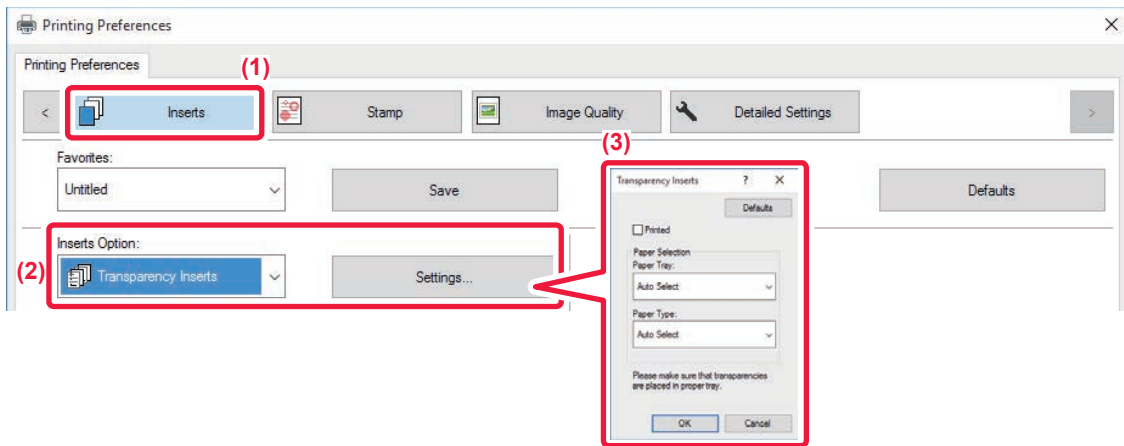 Printing Preferences
Printing Preferences
(1)
<
Inserts
Stamp
Image Quality
Detailed Settings
>
Favorites:
Untitled
Save
Defaults
Inserts Option:
(2)
Transparency Inserts
Settings...
(3)
Transparency Inserts ?
Defaults
Printed
Paper Selection
Paper Tray:
Auto Select
Paper Type:
Auto Select
Please make sure that transparencies
are placed in proper tray.
OK Cancel